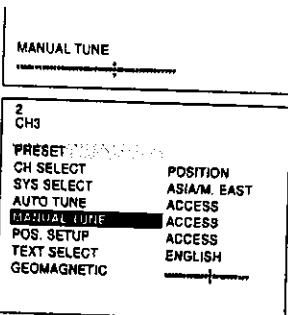 MANUAL TUNE
2
CH3
PRESET
CH SELECT POSITION
SYS SELECT ASIA/M. EAST
AUTO TUNE ACCESS
MANUAL TUNE ACCESS
POS. SETUP ACCESS
TEXT SELECT ENGLISH
GEOMAGNETIC